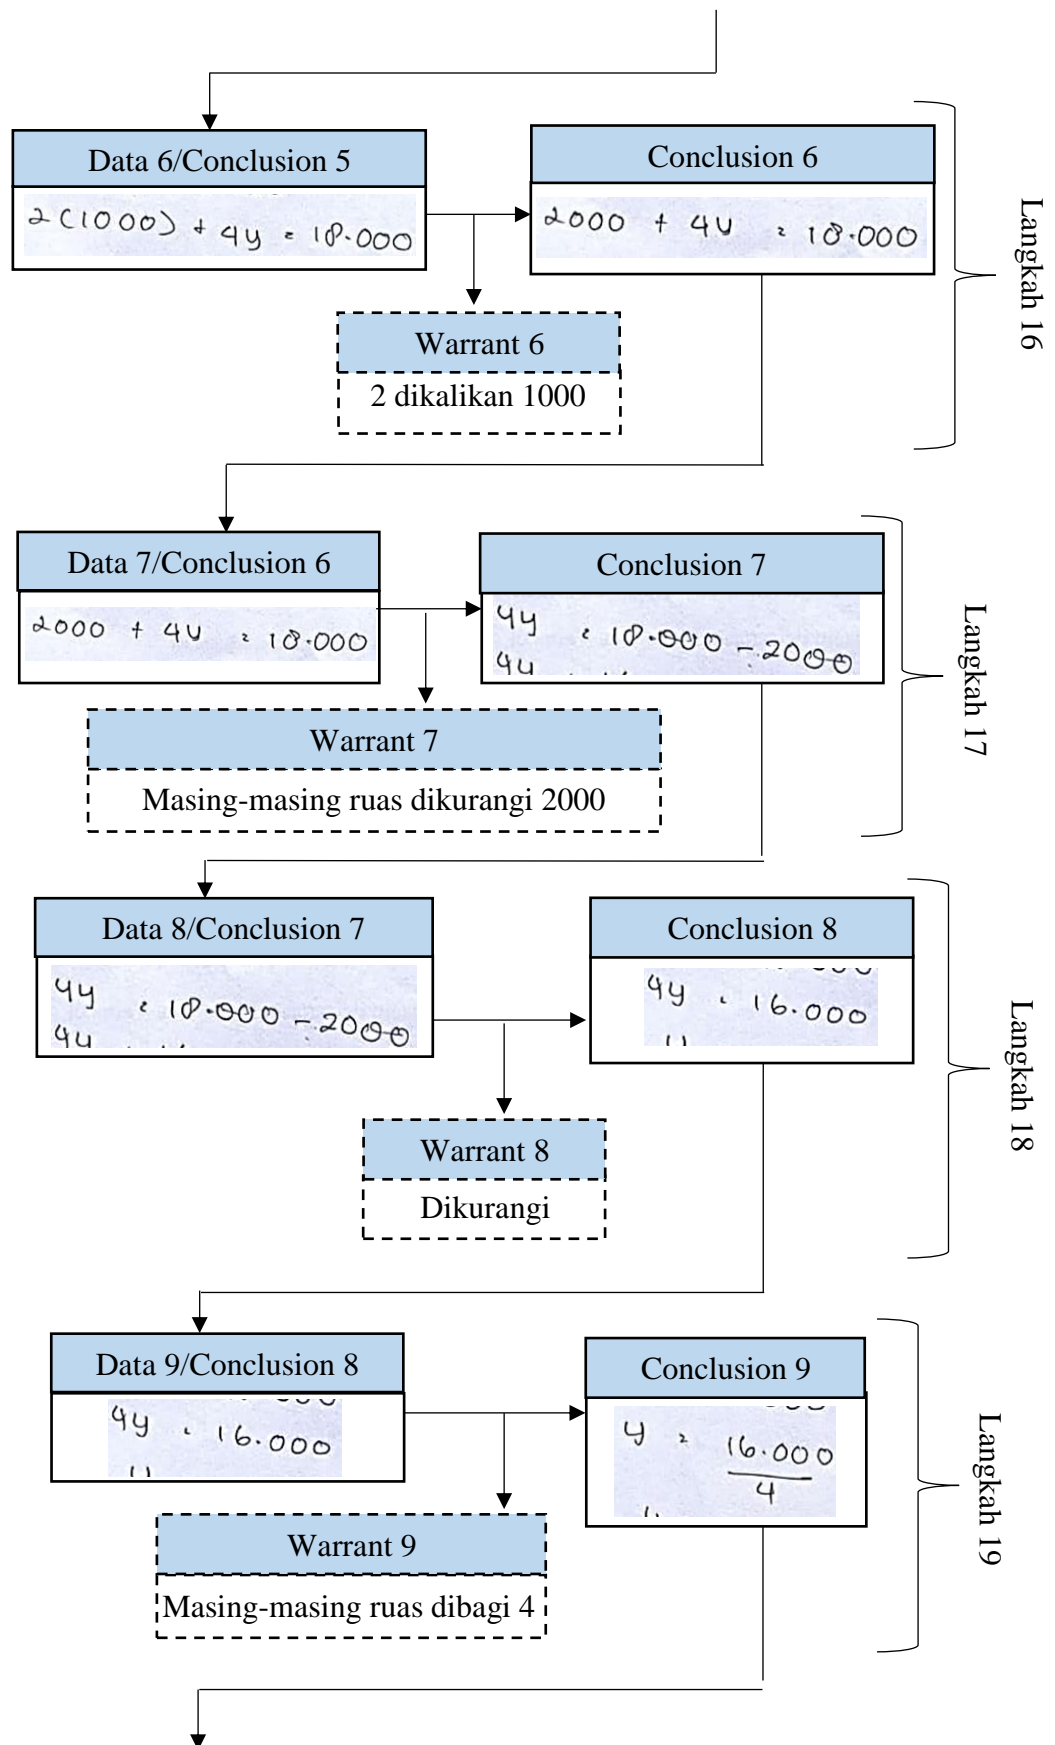 Data 6/Conclusion 5
2(1000) + 4y = 18.000
Conclusion 6
2000 + 4y = 18.000
Warrant 6
2 dikalikan 1000
Langkah 16
Data 7/Conclusion 6
2000 + 4y = 18.000
Conclusion 7
4y = 18.000 - 2000
4y
Warrant 7
Masing-masing ruas dikurangi 2000
Langkah 17
Data 8/Conclusion 7
4y = 18.000 - 2000
4y
Conclusion 8
4y = 16.000
Warrant 8
Dikurangi
Langkah 18
Data 9/Conclusion 8
4y = 16.000
Conclusion 9
y = 16.000
4
Warrant 9
Masing-masing ruas dibagi 4
Langkah 19